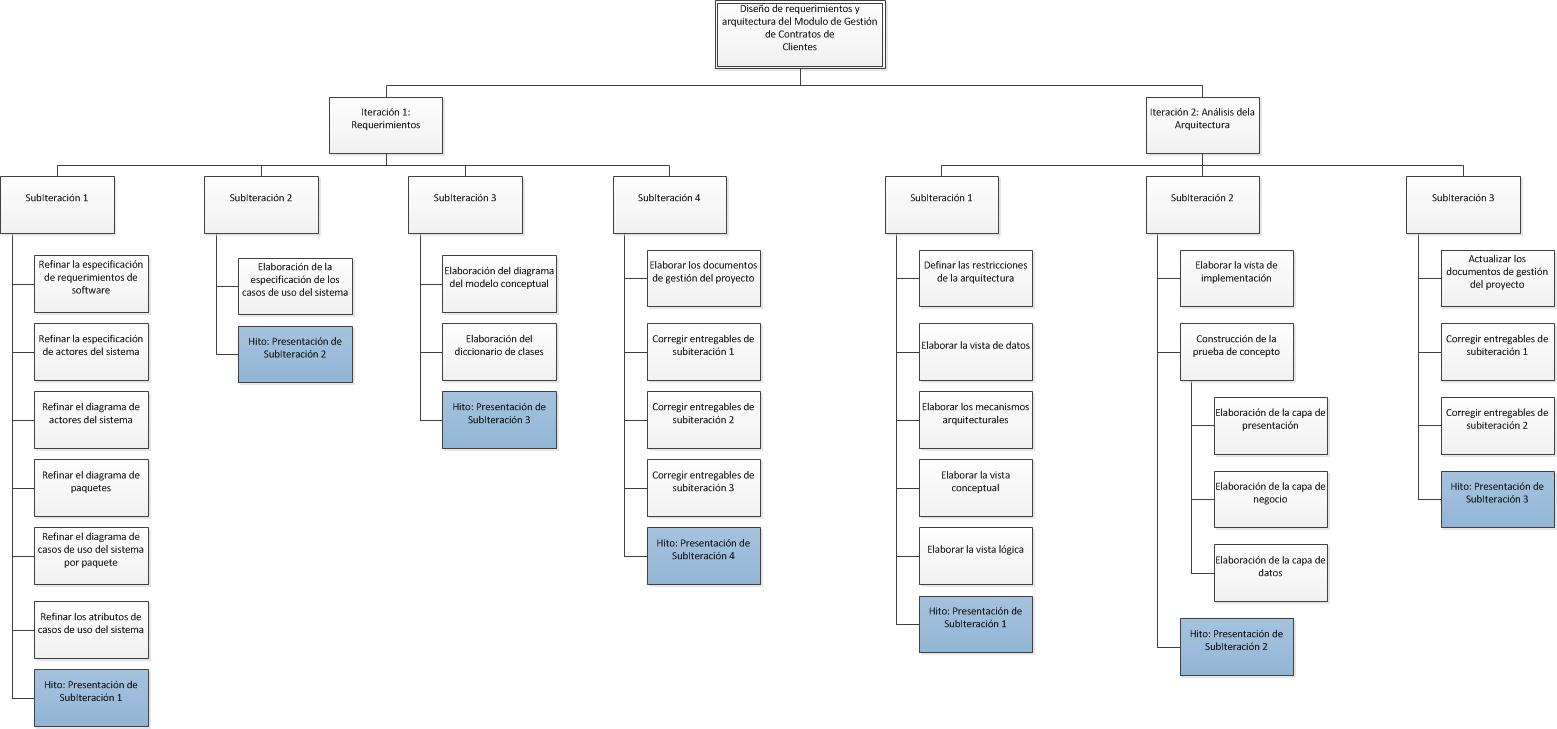 Diseño de requerimientos y
arquitectura del Modulo de Gestión
de Contratos de
Clientes
Iteración 1:
Requerimientos
Iteración 2: Análisis dela
Arquitectura
SubIteración 1
SubIteración 2
SubIteración 3
SubIteración 4
SubIteración 1
SubIteración 2
SubIteración 3
Refinar la especificación
de requerimientos de
software
Refinar la especificación
de actores del sistema
Refinar el diagrama de
actores del sistema
Refinar el diagrama de
paquetes
Refinar el diagrama de
casos de uso del sistema
por paquete
Refinar los atributos de
casos de uso del sistema
Hito: Presentación de
SubIteración 1
Elaboración de la
especificación de los
casos de uso del sistema
Hito: Presentación de
SubIteración 2
Elaboración del diagrama
del modelo conceptual
Elaboración del
diccionario de clases
Hito: Presentación de
SubIteración 3
Elaborar los documentos
de gestión del proyecto
Corregir entregables de
subiteración 1
Corregir entregables de
subiteración 2
Corregir entregables de
subiteración 3
Hito: Presentación de
SubIteración 4
Definar las restricciones
de la arquitectura
Elaborar la vista de datos
Elaborar los mecanismos
arquitecturales
Elaborar la vista
conceptual
Elaborar la vista lógica
Hito: Presentación de
SubIteración 1
Elaborar la vista de
implementación
Construcción de la
prueba de concepto
Elaboración de la capa de
presentación
Elaboración de la capa de
negocio
Elaboración de la capa de
datos
Hito: Presentación de
SubIteración 2
Actualizar los
documentos de gestión
del proyecto
Corregir entregables de
subiteración 1
Corregir entregables de
subiteración 2
Hito: Presentación de
SubIteración 3